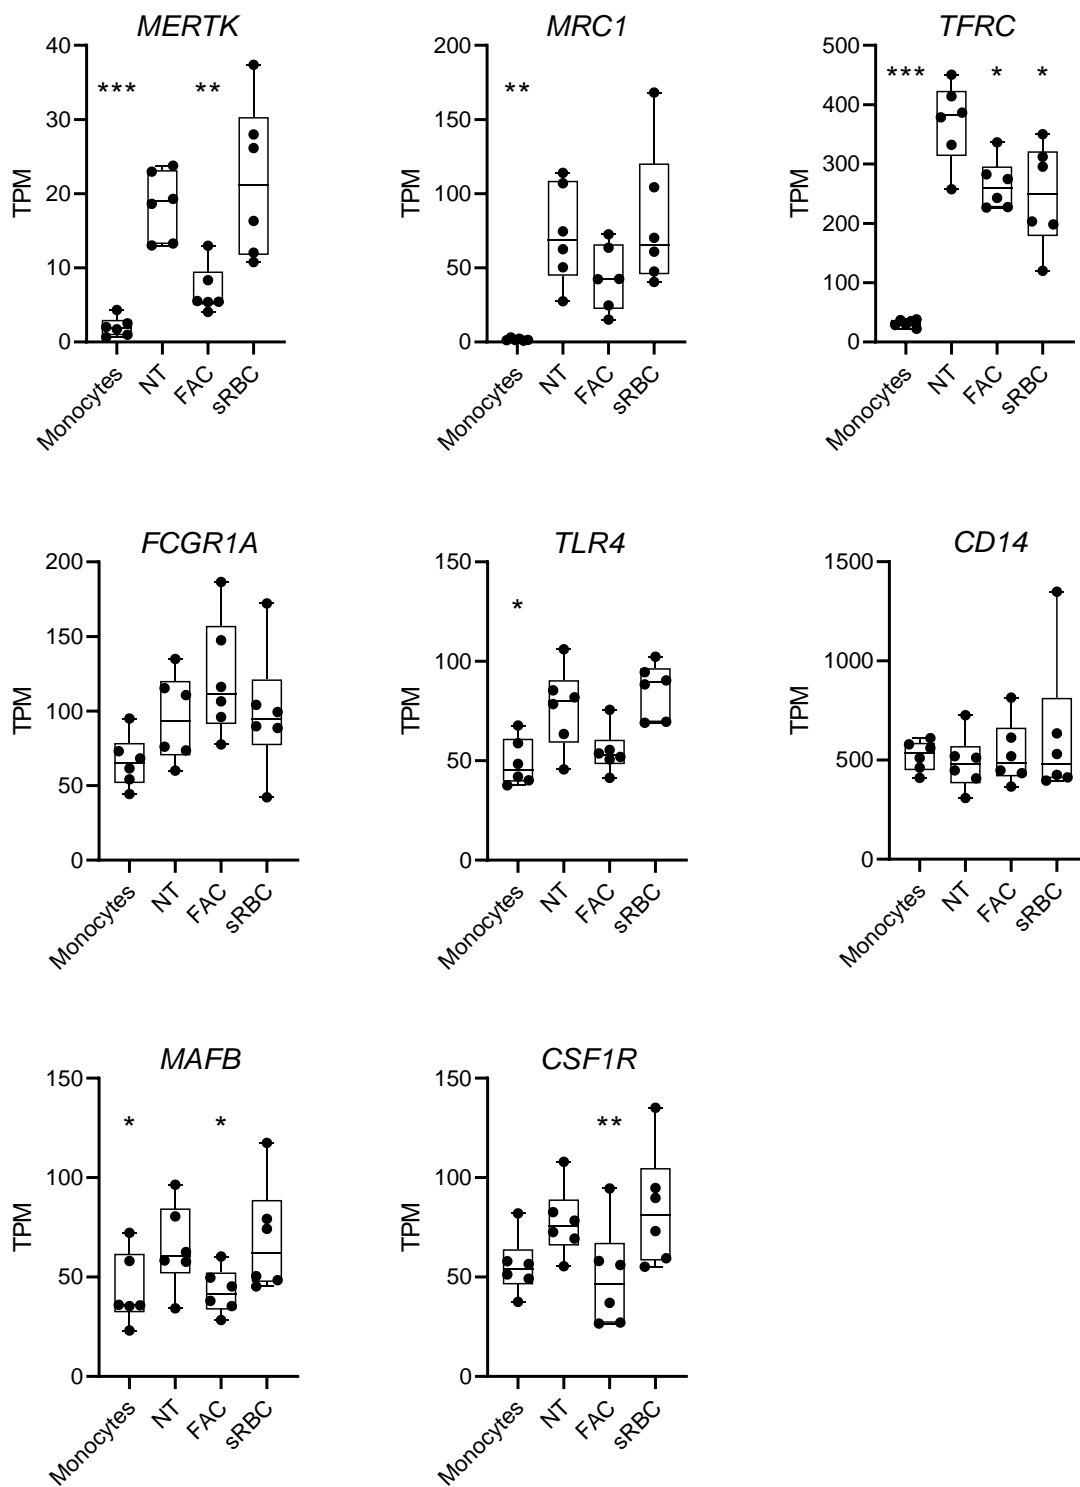 MERTK
40
30
20
10
0
TPM
***
**
Monocytes
NT
FAC
sRBC
MRC1
200
150
100
50
0
TPM
**
Monocytes
NT
FAC
sRBC
TFRC
500
400
300
200
100
0
TPM
***
*
*
Monocytes
NT
FAC
sRBC
FCGR1A
200
150
100
50
0
TPM
Monocytes
NT
FAC
sRBC
TLR4
150
100
50
0
TPM
*
Monocytes
NT
FAC
sRBC
CD14
1500
1000
500
0
TPM
Monocytes
NT
FAC
sRBC
MAFB
150
100
50
0
TPM
*
*
Monocytes
NT
FAC
sRBC
CSF1R
150
100
50
0
TPM
**
Monocytes
NT
FAC
sRBC